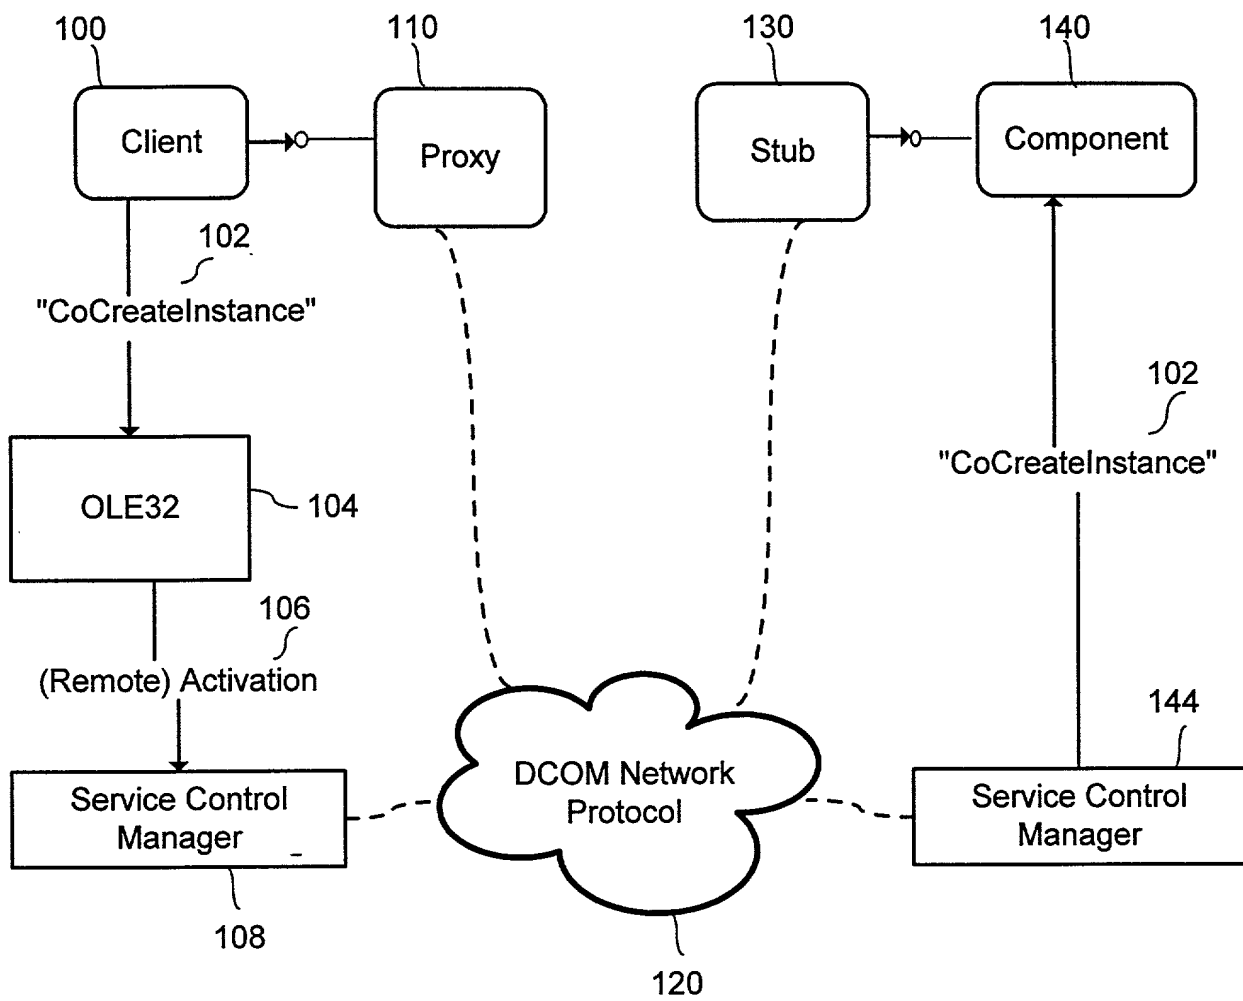 100
110
130
140
Client
Proxy
Stub
Component
102
"CoCreateInstance"
102
"CoCreateInstance"
OLE32
104
106
(Remote) Activation
144
DCOM Network
Protocol
Service Control
Manager
Service Control
Manager
108
120